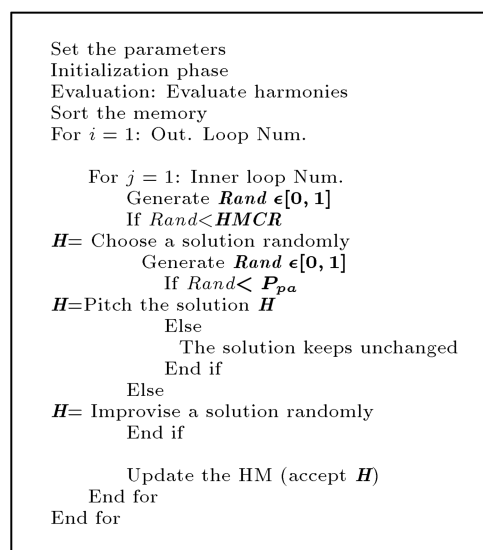 Set the parameters
Initialization phase
Evaluation: Evaluate harmonies
Sort the memory
For i = 1: Out. Loop Num.
For j = 1: Inner loop Num.
Generate Rand ϵ[0, 1]
If Rand<HMCR
H= Choose a solution randomly
Generate Rand ϵ[0, 1]
If Rand< P_pa
H=Pitch the solution H
Else
The solution keeps unchanged
End if
Else
H= Improvise a solution randomly
End if
Update the HM (accept H)
End for
End for